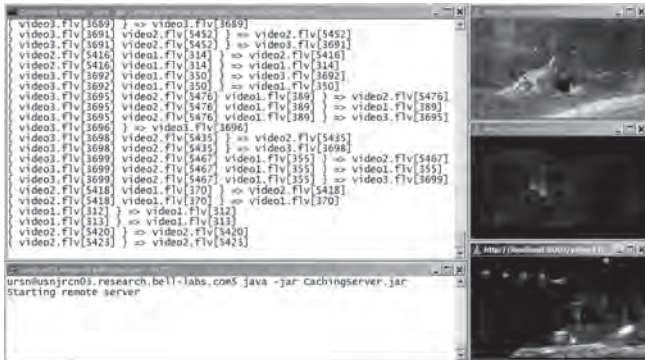 { video3.flv[3689] } => video3.flv[3689]
{ video3.flv[3691] video2.flv[5452] } => video2.flv[5452]
{ video3.flv[3691] video2.flv[5452] } => video3.flv[3691]
{ video2.flv[5416] video1.flv[314] } => video2.flv[5416]
{ video2.flv[5416] video1.flv[314] } => video1.flv[314]
{ video3.flv[3692] video1.flv[350] } => video3.flv[3692]
{ video3.flv[3692] video1.flv[350] } => video1.flv[350]
{ video3.flv[3695] video2.flv[5476] video1.flv[389] } => video2.flv[5476]
{ video3.flv[3695] video2.flv[5476] video1.flv[389] } => video1.flv[389]
{ video3.flv[3695] video2.flv[5476] video1.flv[389] } => video3.flv[3695]
{ video3.flv[3696] } => video3.flv[3696]
{ video3.flv[3698] video2.flv[5435] } => video2.flv[5435]
{ video3.flv[3698] video2.flv[5435] } => video3.flv[3698]
{ video3.flv[3699] video2.flv[5467] video1.flv[355] } => video2.flv[5467]
{ video3.flv[3699] video2.flv[5467] video1.flv[355] } => video1.flv[355]
{ video3.flv[3699] video2.flv[5467] video1.flv[355] } => video3.flv[3699]
{ video2.flv[5418] video1.flv[370] } => video2.flv[5418]
{ video2.flv[5418] video1.flv[370] } => video1.flv[370]
{ video1.flv[312] } => video1.flv[312]
{ video1.flv[313] } => video1.flv[313]
{ video2.flv[5420] } => video2.flv[5420]
{ video2.flv[5423] } => video2.flv[5423]
ursn@usnjrcn03.research.bell-labs.com$ java -jar CachingServer.jar
Starting remote server